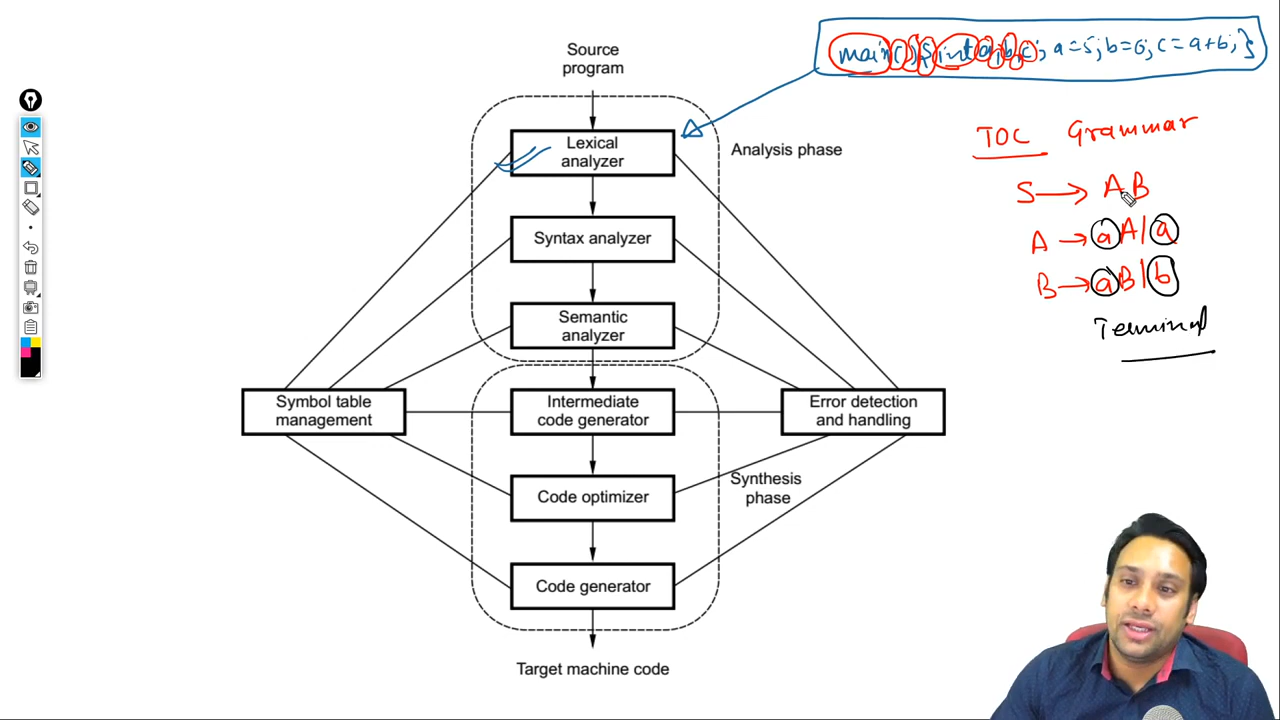 Source
program
main(){int a,b,c; a=5;b=6;c=a+b;}
Lexical
analyzer
Analysis phase
TOC Grammar
S → AB
A → aA|a
B → aB|b
Terminal
Syntax analyzer
Semantic
analyzer
Symbol table
management
Intermediate
code generator
Error detection
and handling
Code optimizer
Synthesis
phase
Code generator
Target machine code